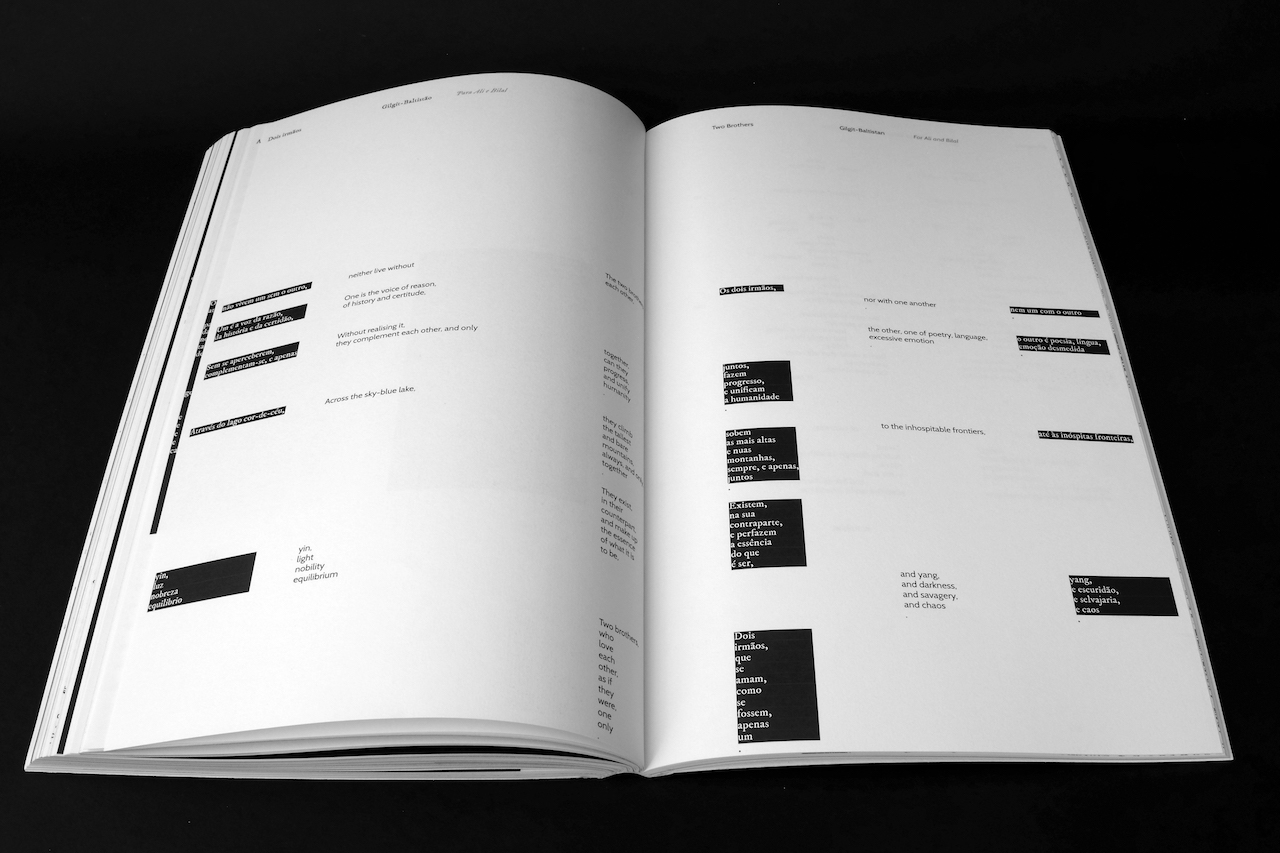 A Dois irmãos
Gilgit-Baltistão
Para Ali e Bilal
não vivem um sem o outro,
Um é a voz da razão,
da história e da certidão,
Sem se aperceberem,
complementam-se, e apenas
Através do lago cor-de-céu,
yin,
luz
nobreza
equilíbrio
neither live without
One is the voice of reason,
of history and certitude,
Without realising it,
they complement each other, and only
Across the sky-blue lake,
yin,
light
nobility
equilibrium
The two brothers,
each other,
together
can they
progress,
and unify
humanity
they climb
the tallest
and bare
mountains,
always, and only
together
They exist,
in their
counterpart,
and make up
the essence
of what it is
to be,
Two brothers,
who
love
each
other,
as if
they
were,
one
only
Two Brothers
Gilgit-Baltistan
For Ali and Bilal
Os dois irmãos,
juntos,
fazem
progresso,
e unificam
a humanidade
sobem
as mais altas
e nuas
montanhas,
sempre, e apenas,
juntos
Existem,
na sua
contraparte,
e perfazem
a essência
do que
é ser,
Dois
irmãos,
que
se
amam,
como
se
fossem,
apenas
um
nor with one another
the other, one of poetry, language,
excessive emotion
to the inhospitable frontiers,
and yang,
and darkness,
and savagery,
and chaos
nem um com o outro
o outro é poesia, língua,
emoção desmedida
até às inóspitas fronteiras,
yang,
e escuridão,
e selvajaria,
e caos